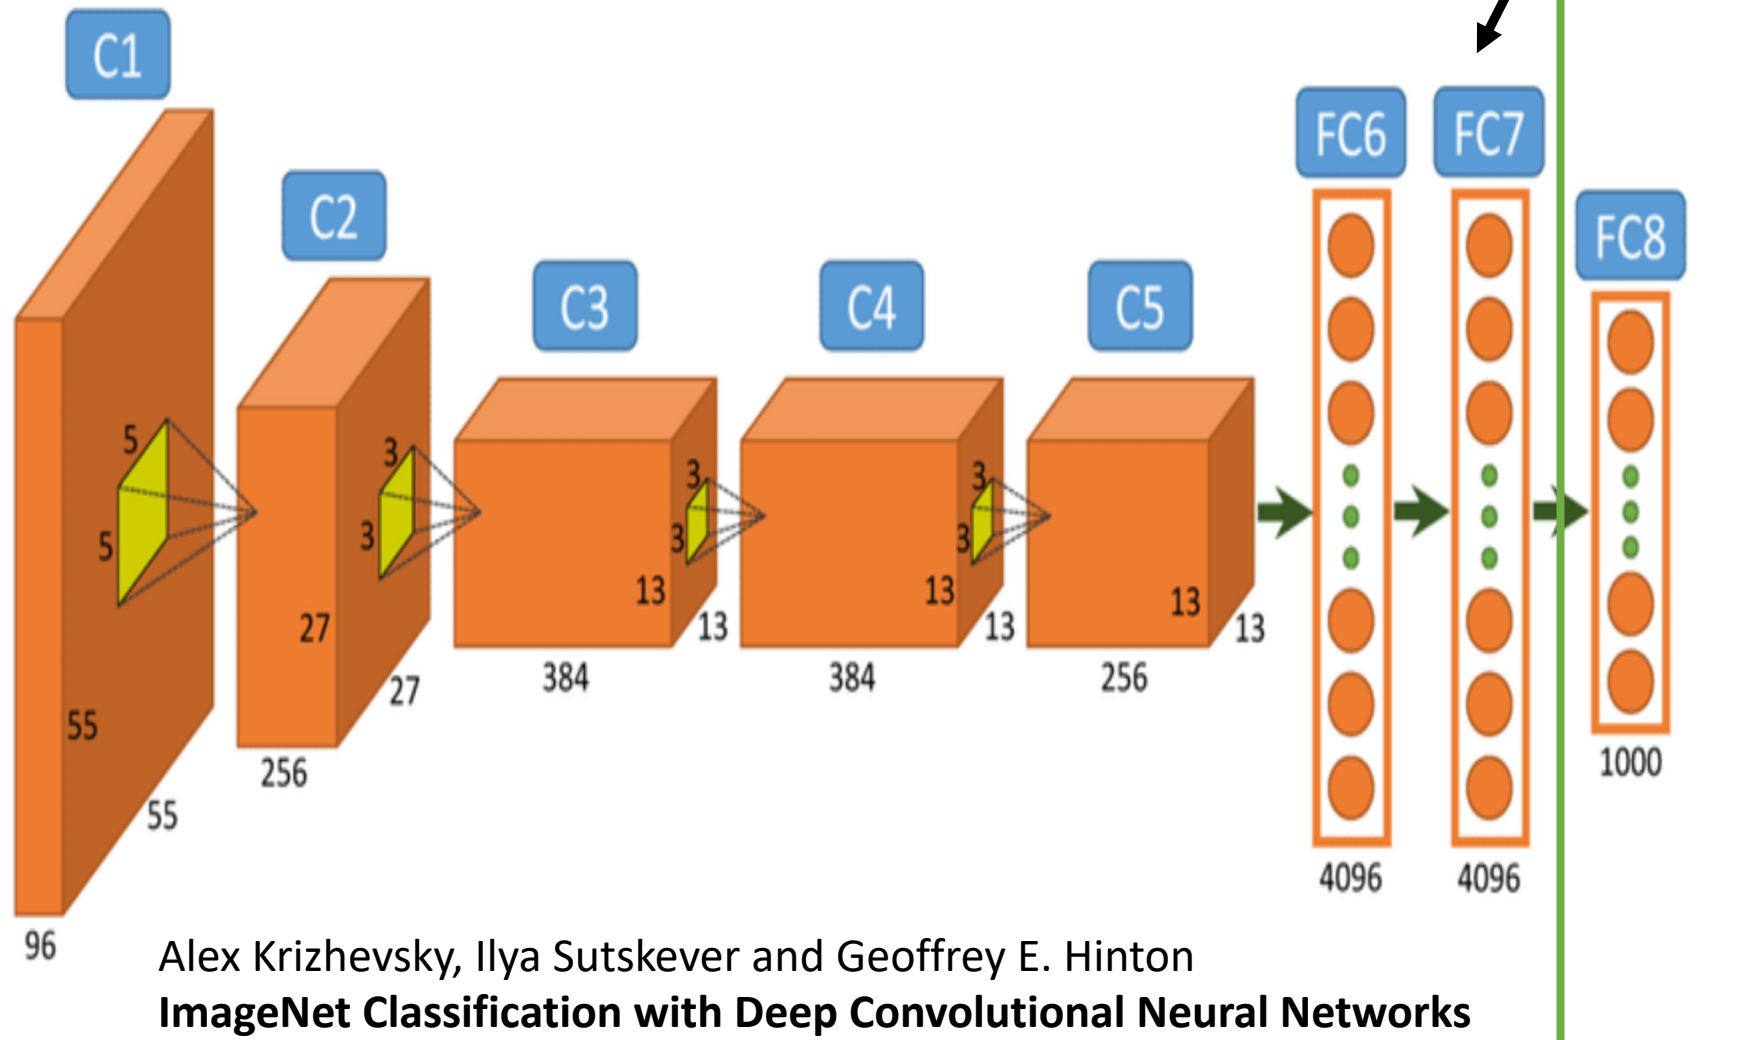 C1
C2
C3
C4
C5
FC6
FC7
FC8
5
5
3
3
3
3
3
3
55
55
96
27
27
256
13
13
384
13
13
384
13
13
256
4096
4096
1000
Alex Krizhevsky, Ilya Sutskever and Geoffrey E. Hinton
ImageNet Classification with Deep Convolutional Neural Networks